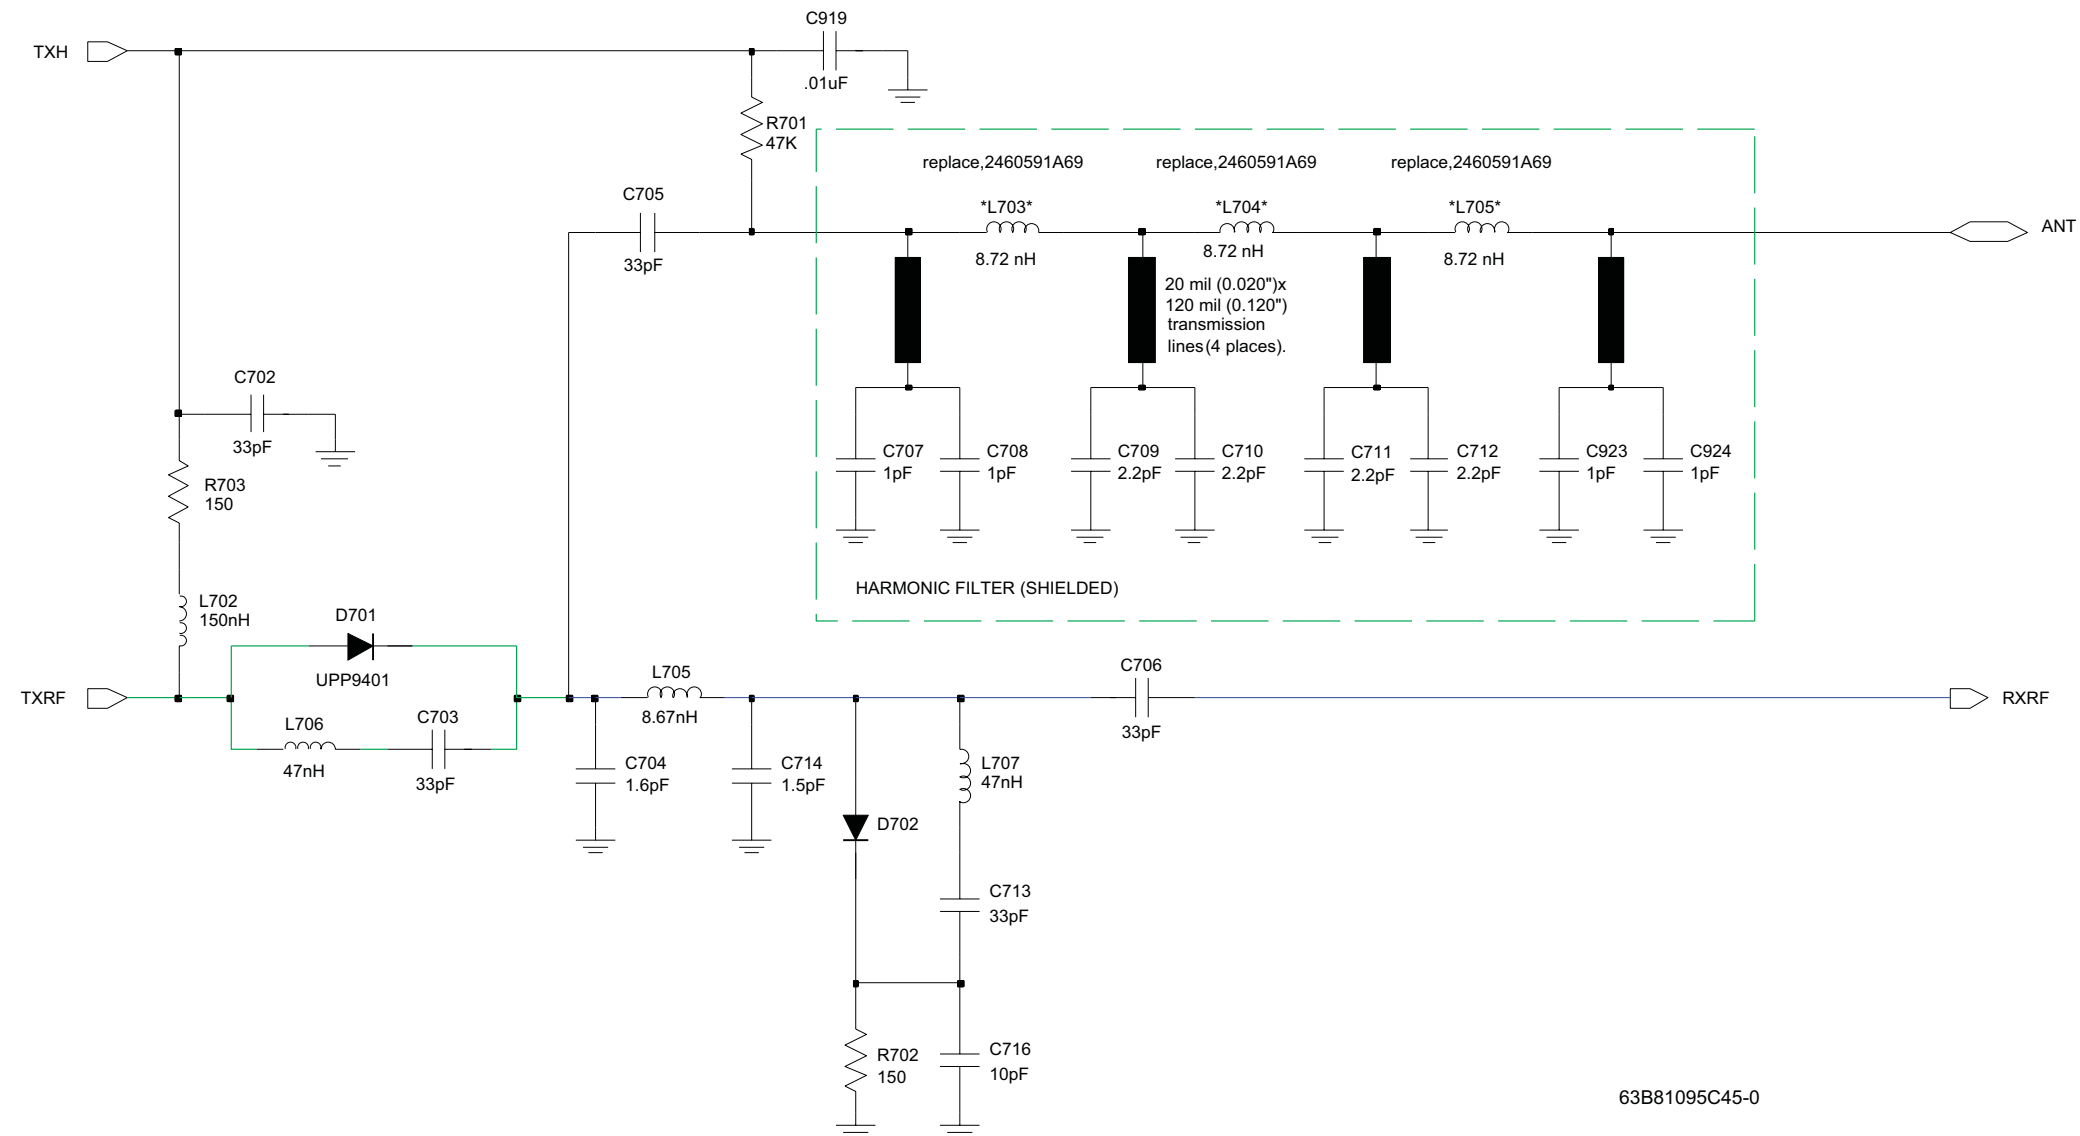 C919
TXH
.01uF
R701
47K
replace,2460591A69
replace,2460591A69
replace,2460591A69
C705
33pF
*L703*
8.72 nH
*L704*
8.72 nH
*L705*
8.72 nH
ANT
20 mil (0.020")x
120 mil (0.120")
transmission
lines(4 places).
C702
33pF
C707
1pF
C708
1pF
C709
2.2pF
C710
2.2pF
C711
2.2pF
C712
2.2pF
C923
1pF
C924
1pF
R703
150
HARMONIC FILTER (SHIELDED)
L702
150nH
D701
UPP9401
TXRF
L705
8.67nH
C706
33pF
RXRF
L706
47nH
C703
33pF
C704
1.6pF
C714
1.5pF
L707
47nH
D702
C713
33pF
R702
150
C716
10pF
63B81095C45-0